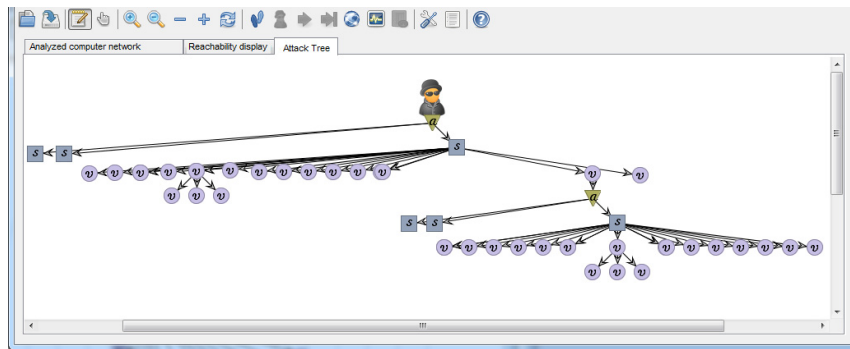 Analyzed computer network Reachability display Attack Tree
a
s
s s
v v v v v v v v v v v v v v
v v v a
s s s
v v v v v v v v v v v v v v
v v v